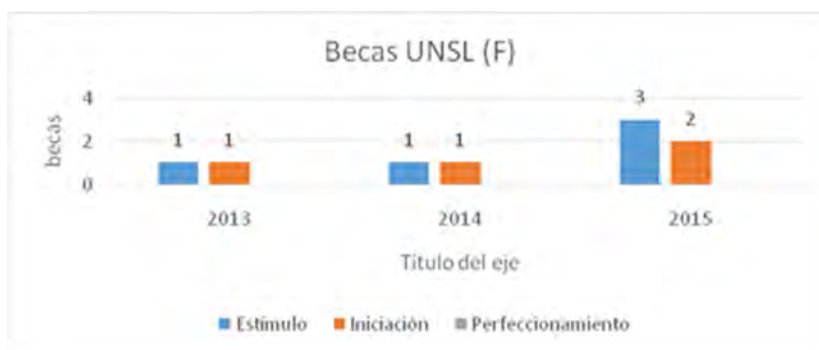 Becas UNSL (F)
becas
4
2
0
1 1 1 1 3 2
2013 2014 2015
Título del eje
Estímulo Iniciación Perfeccionamiento